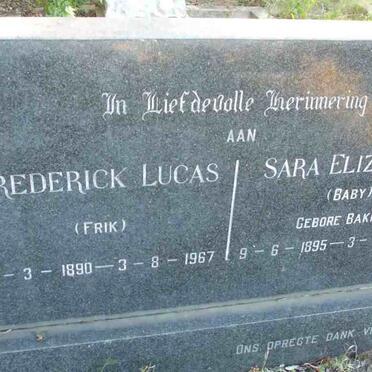 In Liefdevolle Herinnering
AAN
REDERICK LUCAS
(FRIK)
- 3 - 1890 - 3 - 8 - 1967
SARA ELIZ
(BABY)
GEBORE BAK
9 - 6 - 1895 - 3 -
ONS OPREGTE DANK V